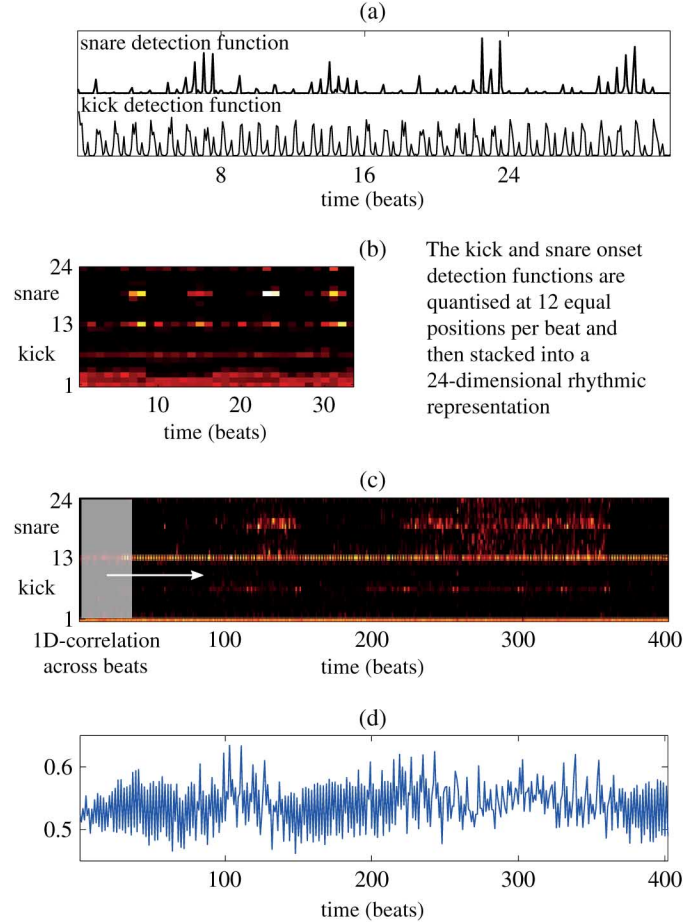 (a)
snare detection function
kick detection function
8 16 24
time (beats)
(b)
24
snare
13
kick
1
10 20 30
time (beats)
The kick and snare onset
detection functions are
quantised at 12 equal
positions per beat and
then stacked into a
24-dimensional rhythmic
representation
(c)
24
snare
13
kick
1
1D-correlation
across beats
100 200 300 400
time (beats)
(d)
0.6
0.5
100 200 300 400
time (beats)